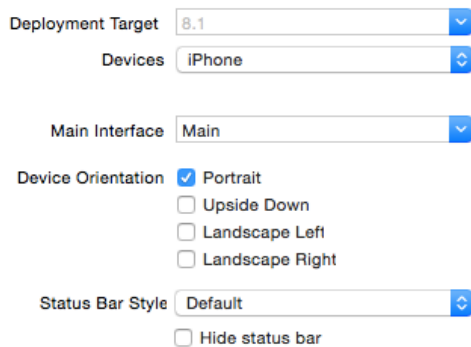 Deployment Target 8.1
Devices iPhone
Main Interface Main
Device Orientation Portrait
Upside Down
Landscape Left
Landscape Right
Status Bar Style Default
Hide status bar